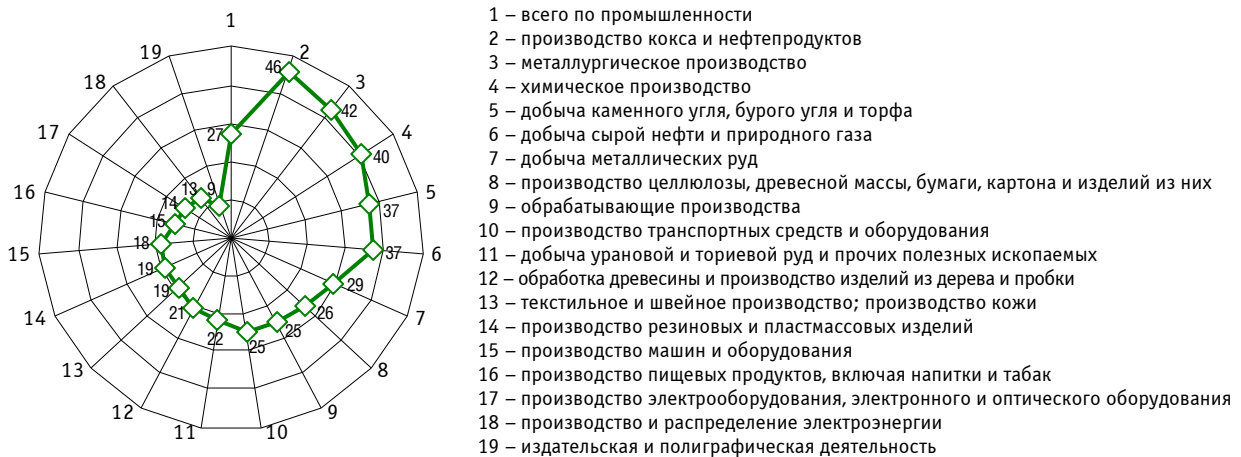 1
2
3
4
5
6
7
8
9
10
11
12
13
14
15
16
17
18
19
27
46
42
40
37
37
29
26
25
25
22
21
19
19
18
15
14
13
9
1 – всего по промышленности
2 – производство кокса и нефтепродуктов
3 – металлургическое производство
4 – химическое производство
5 – добыча каменного угля, бурого угля и торфа
6 – добыча сырой нефти и природного газа
7 – добыча металлических руд
8 – производство целлюлозы, древесной массы, бумаги, картона и изделий из них
9 – обрабатывающие производства
10 – производство транспортных средств и оборудования
11 – добыча урановой и ториевой руд и прочих полезных ископаемых
12 – обработка древесины и производство изделий из дерева и пробки
13 – текстильное и швейное производство; производство кожи
14 – производство резиновых и пластмассовых изделий
15 – производство машин и оборудования
16 – производство пищевых продуктов, включая напитки и табак
17 – производство электрооборудования, электронного и оптического оборудования
18 – производство и распределение электроэнергии
19 – издательская и полиграфическая деятельность